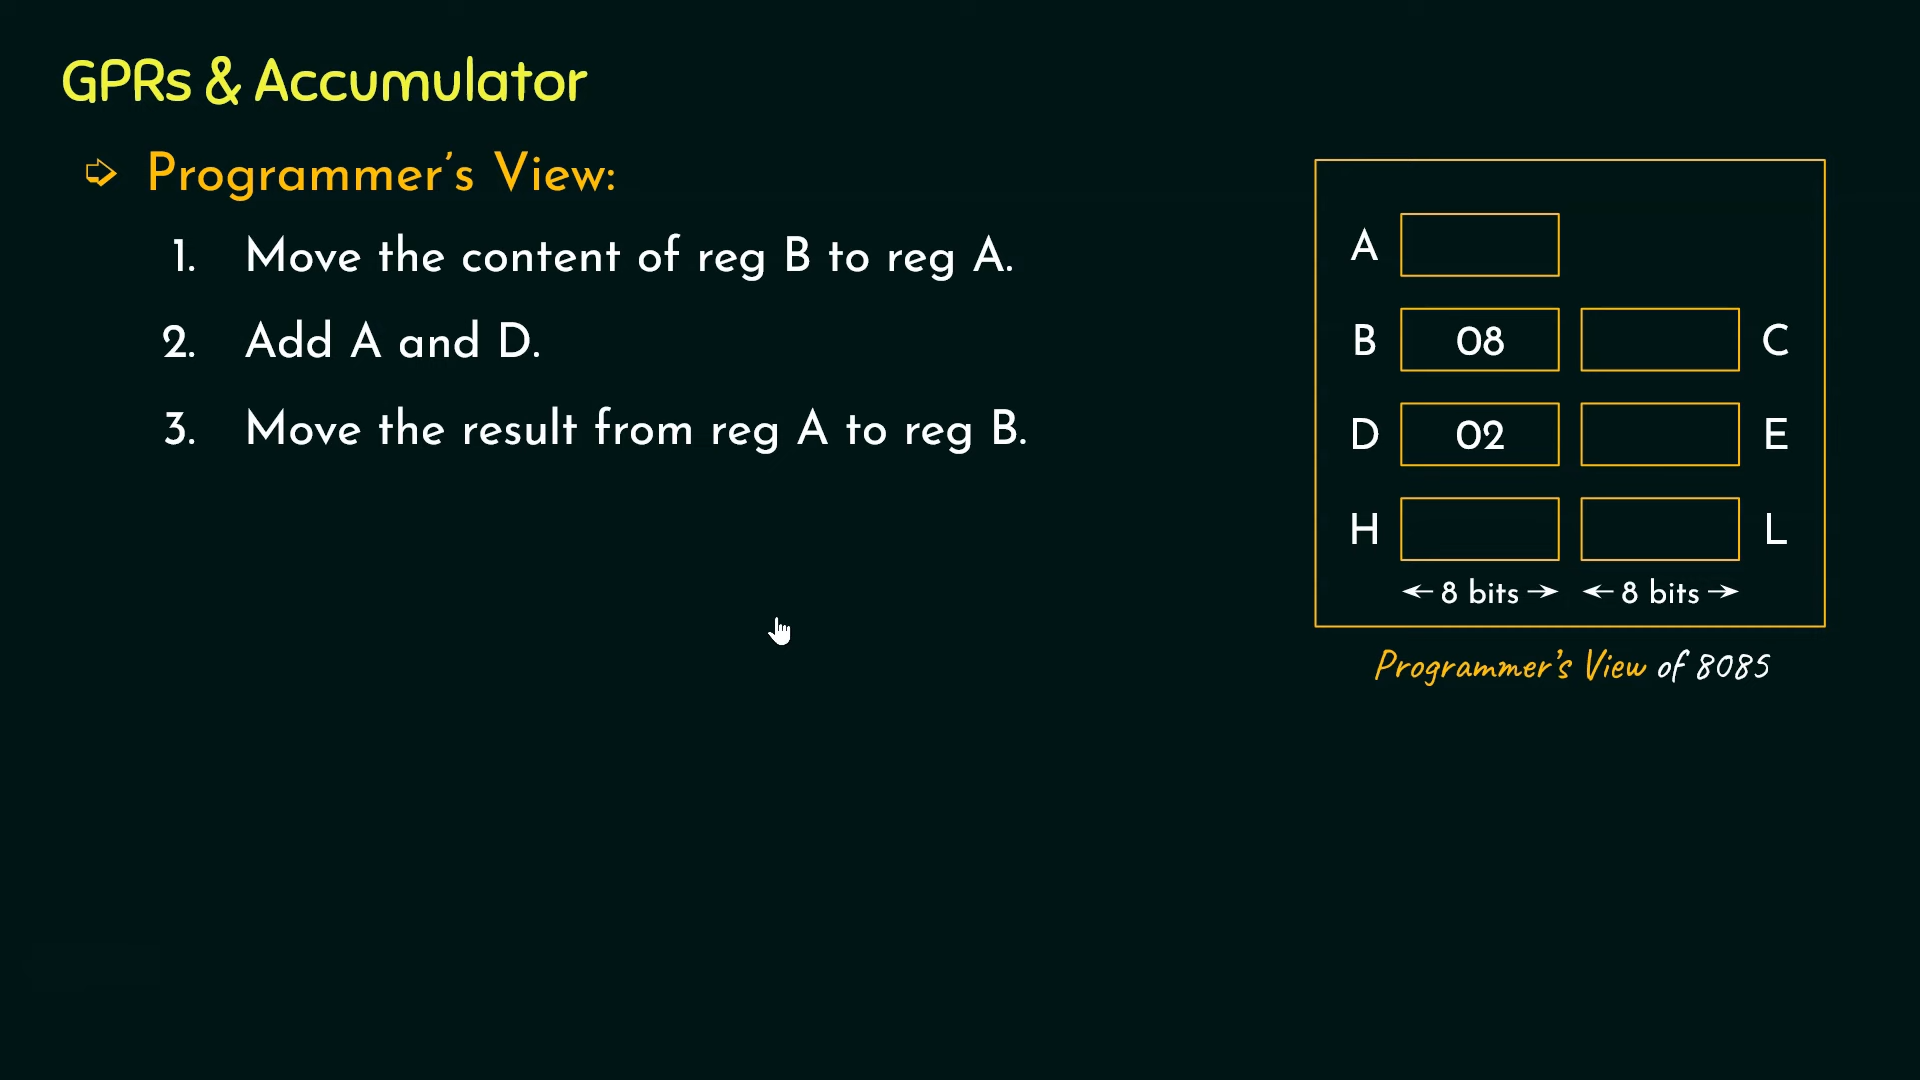 GPRs & Accumulator
➩ Programmer's View:
1. Move the content of reg B to reg A.
2. Add A and D.
3. Move the result from reg A to reg B.
A
B 08 C
D 02 E
H L
←8 bits→ ←8 bits→
Programmer's View of 8085